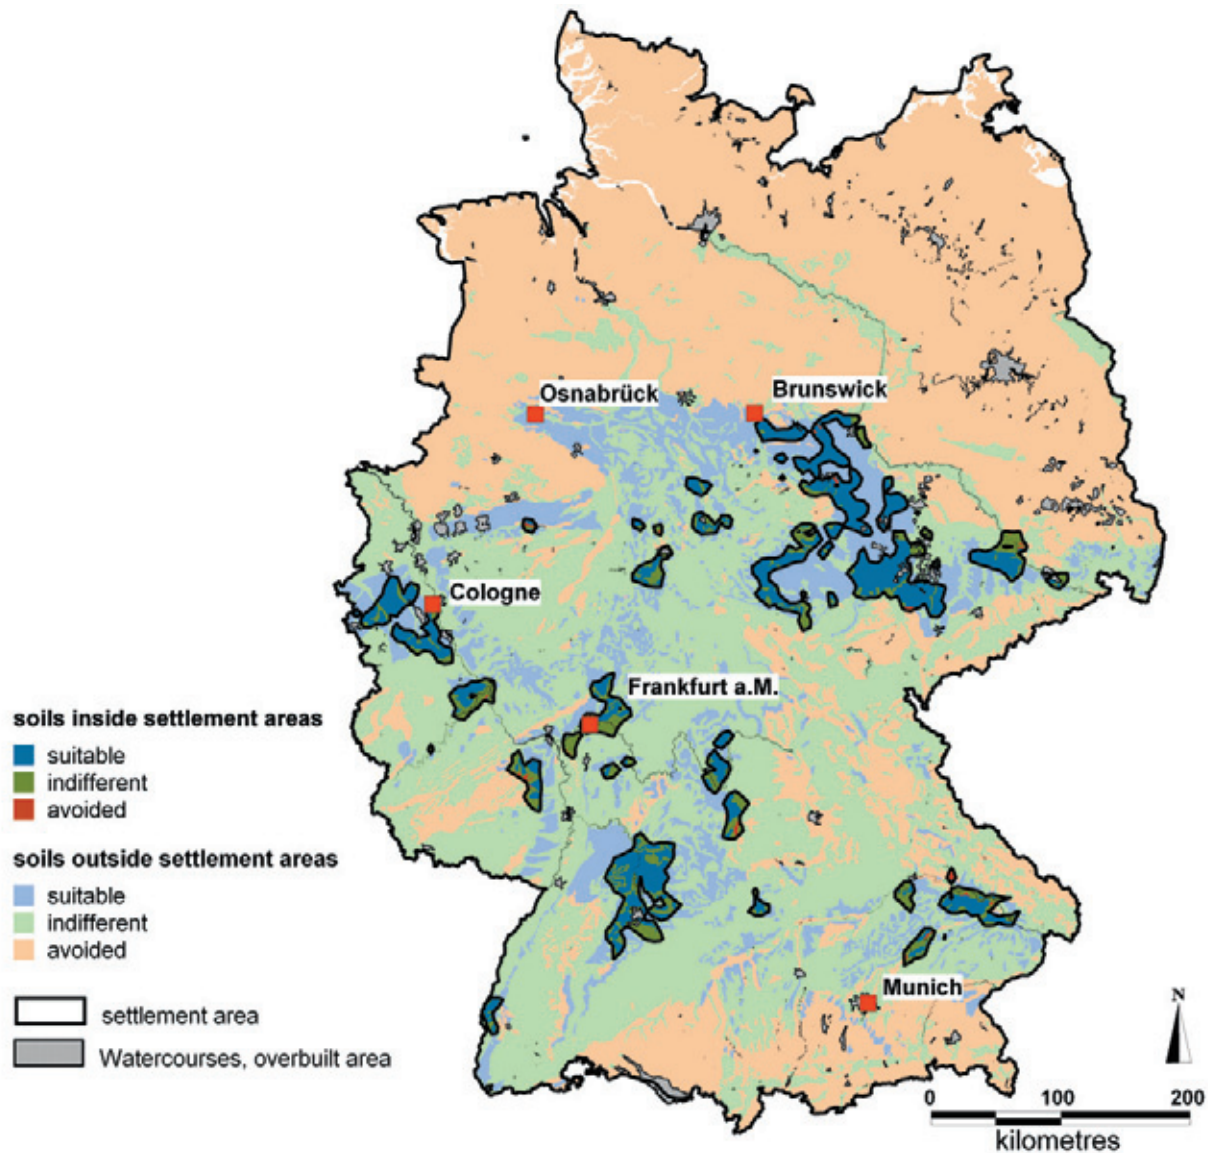 Osnabrück
Brunswick
Cologne
Frankfurt a.M.
Munich
soils inside settlement areas
suitable
indifferent
avoided
soils outside settlement areas
suitable
indifferent
avoided
settlement area
Watercourses, overbuilt area
N
0 100 200
kilometres